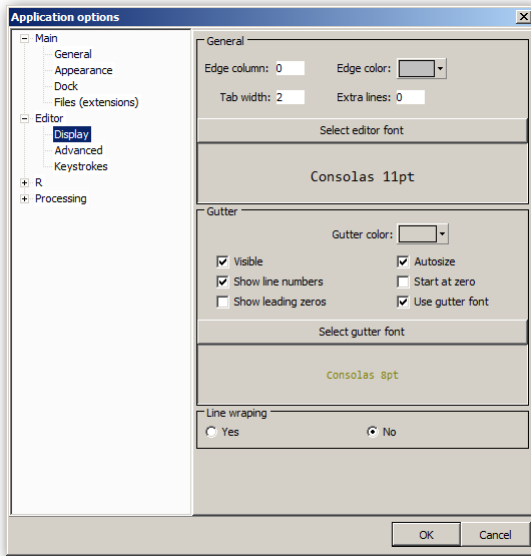 Application options
Main
General
Appearance
Dock
Files (extensions)
Editor
Display
Advanced
Keystrokes
R
Processing
General
Edge column: 0 Edge color:
Tab width: 2 Extra lines: 0
Select editor font
Consolas 11pt
Gutter
Gutter color:
Visible Autosize
Show line numbers Start at zero
Show leading zeros Use gutter font
Select gutter font
Consolas 8pt
Line wraping
Yes No
OK Cancel